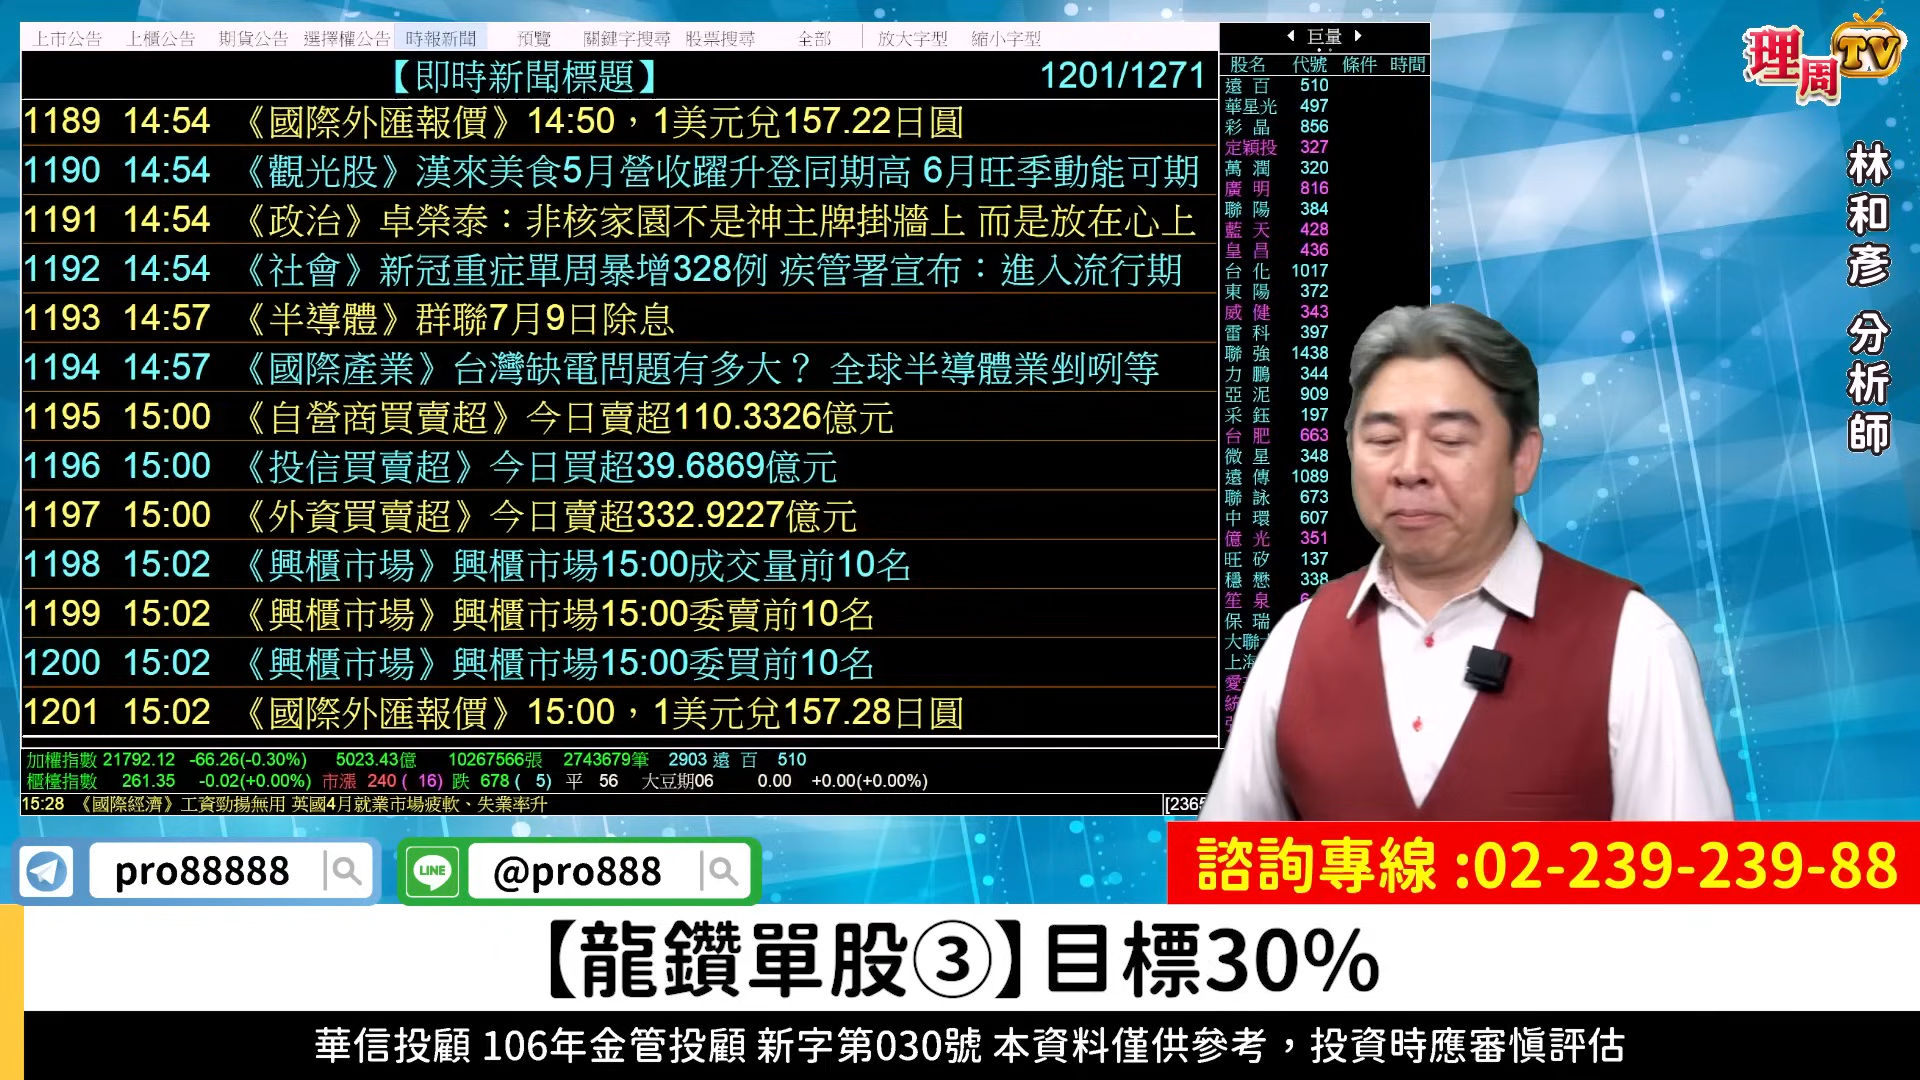 上市公告 上櫃公告 期貨公告 選擇權公告 時報新聞 預覽 關鍵字搜尋 股票搜尋 全部 放大字型 縮小字型
【即時新聞標題】 1201/1271
1189 14:54 《國際外匯報價》14:50，1美元兌157.22日圓
1190 14:54 《觀光股》漢來美食5月營收躍升登同期高 6月旺季動能可期
1191 14:54 《政治》卓榮泰：非核家園不是神主牌掛牆上 而是放在心上
1192 14:54 《社會》新冠重症單周暴增328例 疾管署宣布：進入流行期
1193 14:57 《半導體》群聯7月9日除息
1194 14:57 《國際產業》台灣缺電問題有多大？ 全球半導體業剉咧等
1195 15:00 《自營商買賣超》今日賣超110.3326億元
1196 15:00 《投信買賣超》今日買超39.6869億元
1197 15:00 《外資買賣超》今日賣超332.9227億元
1198 15:02 《興櫃市場》興櫃市場15:00成交量前10名
1199 15:02 《興櫃市場》興櫃市場15:00委賣前10名
1200 15:02 《興櫃市場》興櫃市場15:00委買前10名
1201 15:02 《國際外匯報價》15:00，1美元兌157.28日圓
加權指數 21792.12 -66.26(-0.30%) 5023.43億 10267566張 2743679筆 2903 遠百 510
櫃檯指數 261.35 -0.02(+0.00%) 市漲 240 ( 16) 跌 678 ( 5) 平 56 大豆期06 0.00 +0.00(+0.00%)
15:28 《國際經濟》工資勁揚無用 英國4月就業市場疲軟、失業率升 [2365
巨量
股名 代號 條件 時間
遠百 510
華星光 497
彩晶 856
定穎投 327
萬潤 320
廣明 816
聯陽 384
藍天 428
皇昌 436
台化 1017
東陽 372
威健 343
雷科 397
聯強 1438
力鵬 344
亞泥 909
采鈺 197
台肥 663
微星 348
遠傳 1089
聯詠 673
中環 607
億光 351
旺矽 137
穩懋 338
笙泉 6
保瑞
大聯
上海
理周TV
林和彥 分析師
pro88888
LINE @pro888
諮詢專線:02-239-239-88
【龍鑽單股③】目標30%
華信投顧 106年金管投顧 新字第030號 本資料僅供參考，投資時應審慎評估